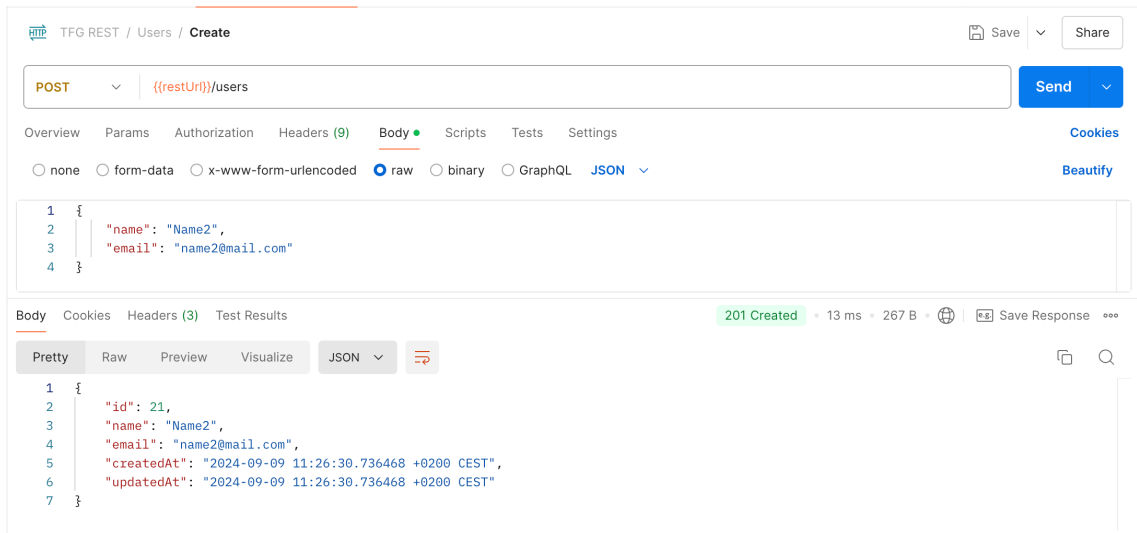 HTTP TFG REST / Users / Create Save Share
POST {{restUrl}}/users Send
Overview Params Authorization Headers (9) Body Scripts Tests Settings Cookies
none form-data x-www-form-urlencoded raw binary GraphQL JSON Beautify
1 {
2 "name": "Name2",
3 "email": "name2@mail.com"
4 }
Body Cookies Headers (3) Test Results 201 Created 13 ms 267 B e.g. Save Response
Pretty Raw Preview Visualize JSON
1 {
2 "id": 21,
3 "name": "Name2",
4 "email": "name2@mail.com",
5 "createdAt": "2024-09-09 11:26:30.736468 +0200 CEST",
6 "updatedAt": "2024-09-09 11:26:30.736468 +0200 CEST"
7 }